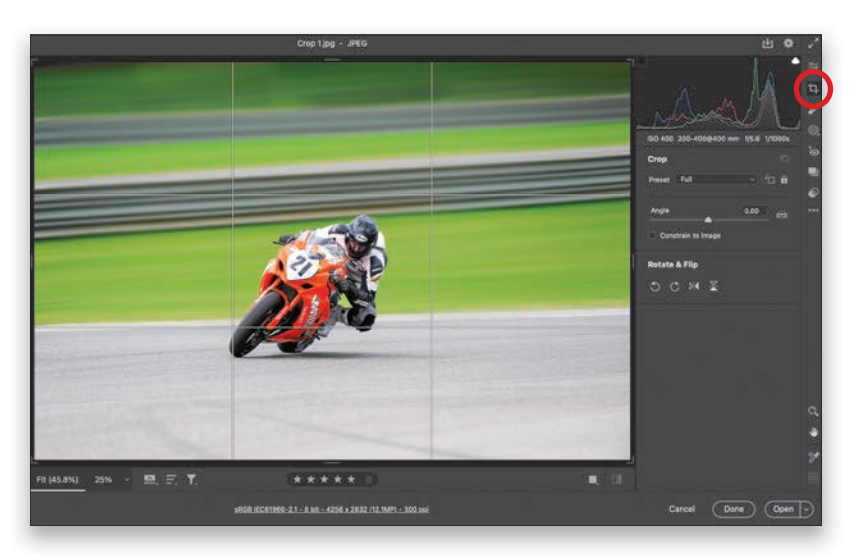 Crop 1.jpg - JPEG
ISO 400 200-400@400 mm f/5.6 1/1000s
Crop
Preset Full
Angle 0.00
Constrain to Image
Rotate & Flip
21
Fit (45.8%) 25%
sRGB IEC61966-2.1 - 8 bit - 4256 x 2832 (12.1MP) - 300 ppi
Cancel Done Open